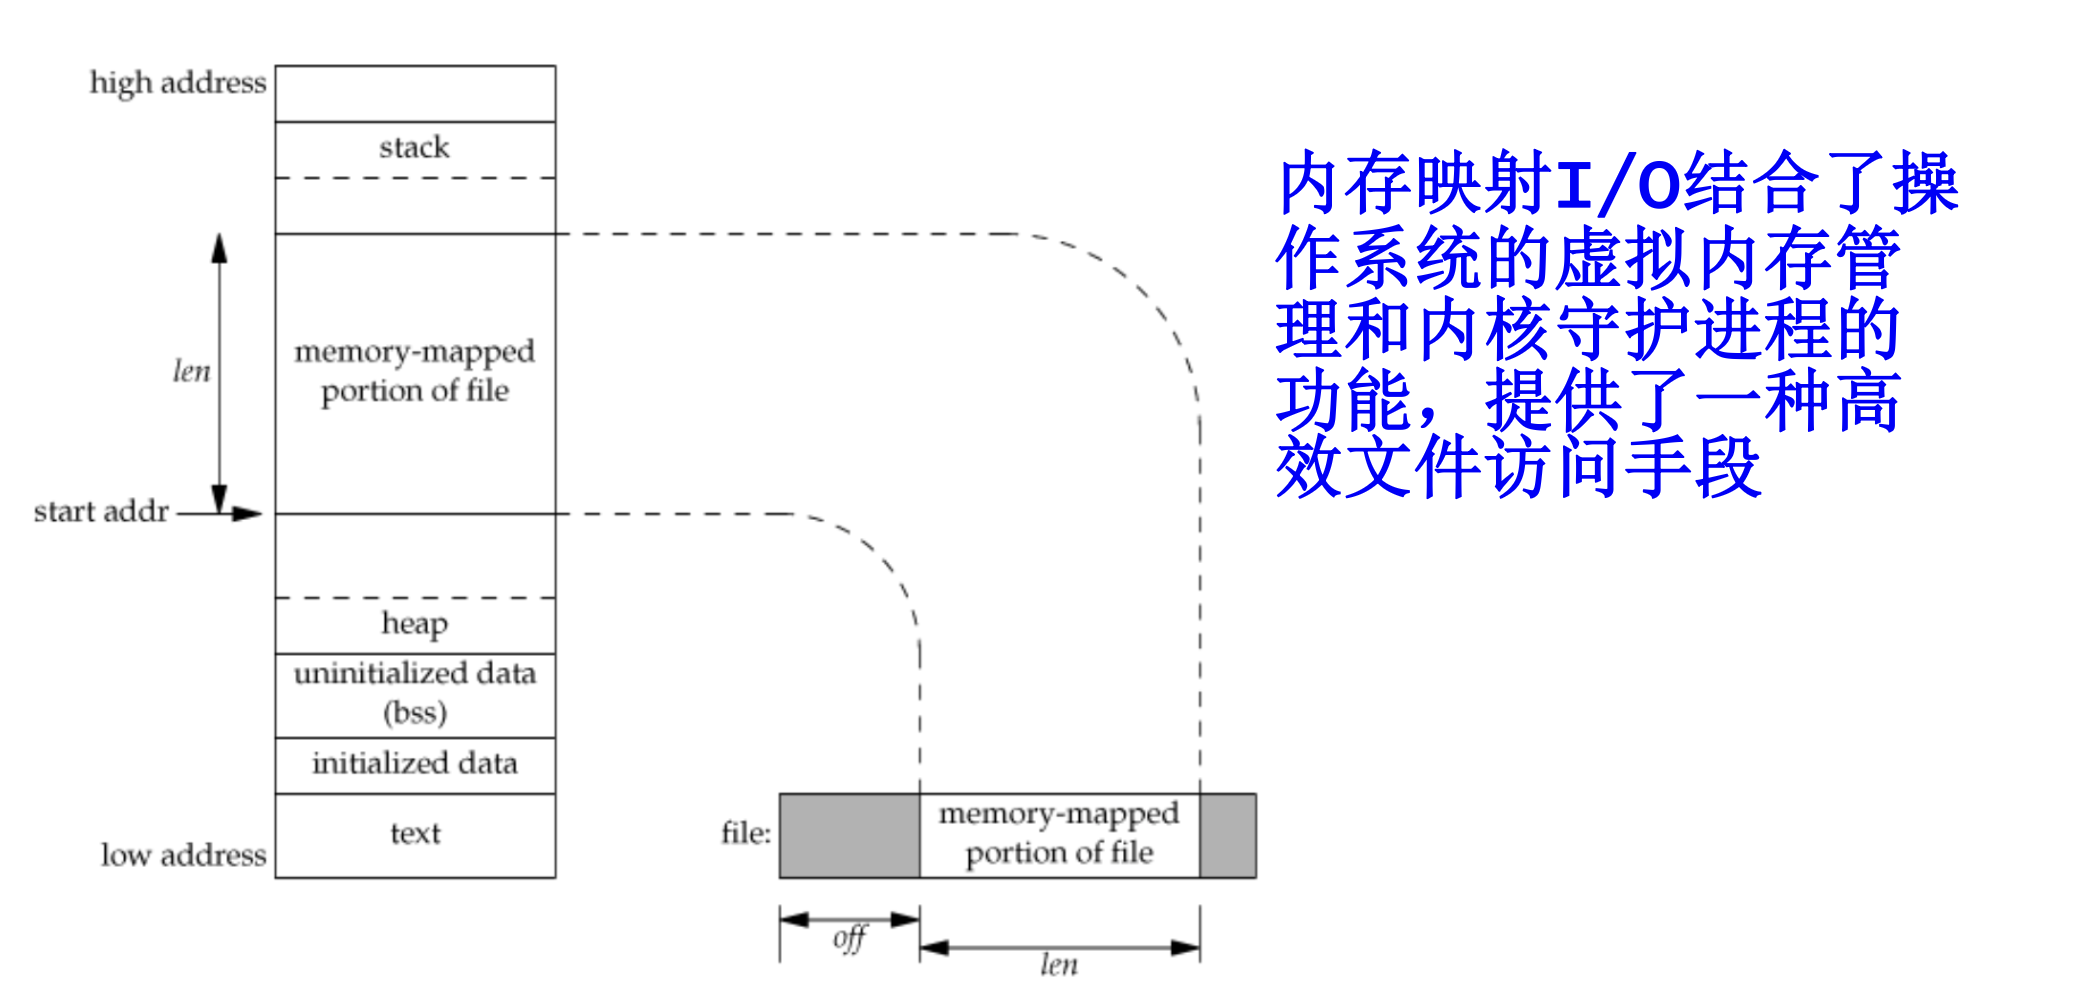 high address
stack
len
memory-mapped
portion of file
start addr
heap
uninitialized data
(bss)
initialized data
text
low address
file:
memory-mapped
portion of file
off
len
内存映射I/O结合了操
作系统的虚拟内存管
理和内核守护进程的
功能，提供了一种高
效文件访问手段